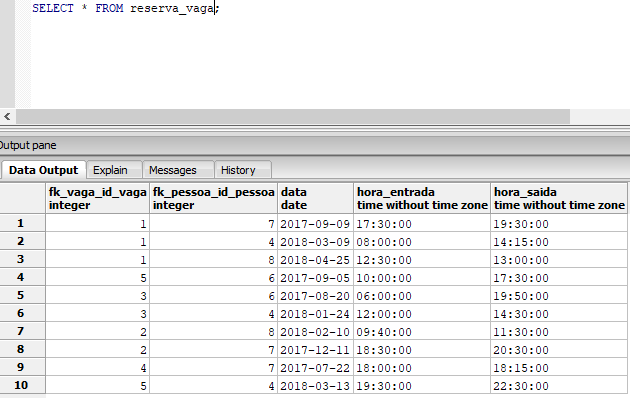 SELECT * FROM reserva_vaga;
Output pane
Data Output Explain Messages History
fk_vaga_id_vaga fk_pessoa_id_pessoa data hora_entrada hora_saida
integer integer date time without time zone time without time zone
1 1 7 2017-09-09 17:30:00 19:30:00
2 1 4 2018-03-09 08:00:00 14:15:00
3 1 8 2018-04-25 12:30:00 13:00:00
4 5 6 2017-09-05 10:00:00 17:30:00
5 3 6 2017-08-20 06:00:00 19:50:00
6 3 4 2018-01-24 12:00:00 14:30:00
7 2 8 2018-02-10 09:40:00 11:30:00
8 2 7 2017-12-11 18:30:00 20:30:00
9 4 7 2017-07-22 18:00:00 18:15:00
10 5 4 2018-03-13 19:30:00 22:30:00